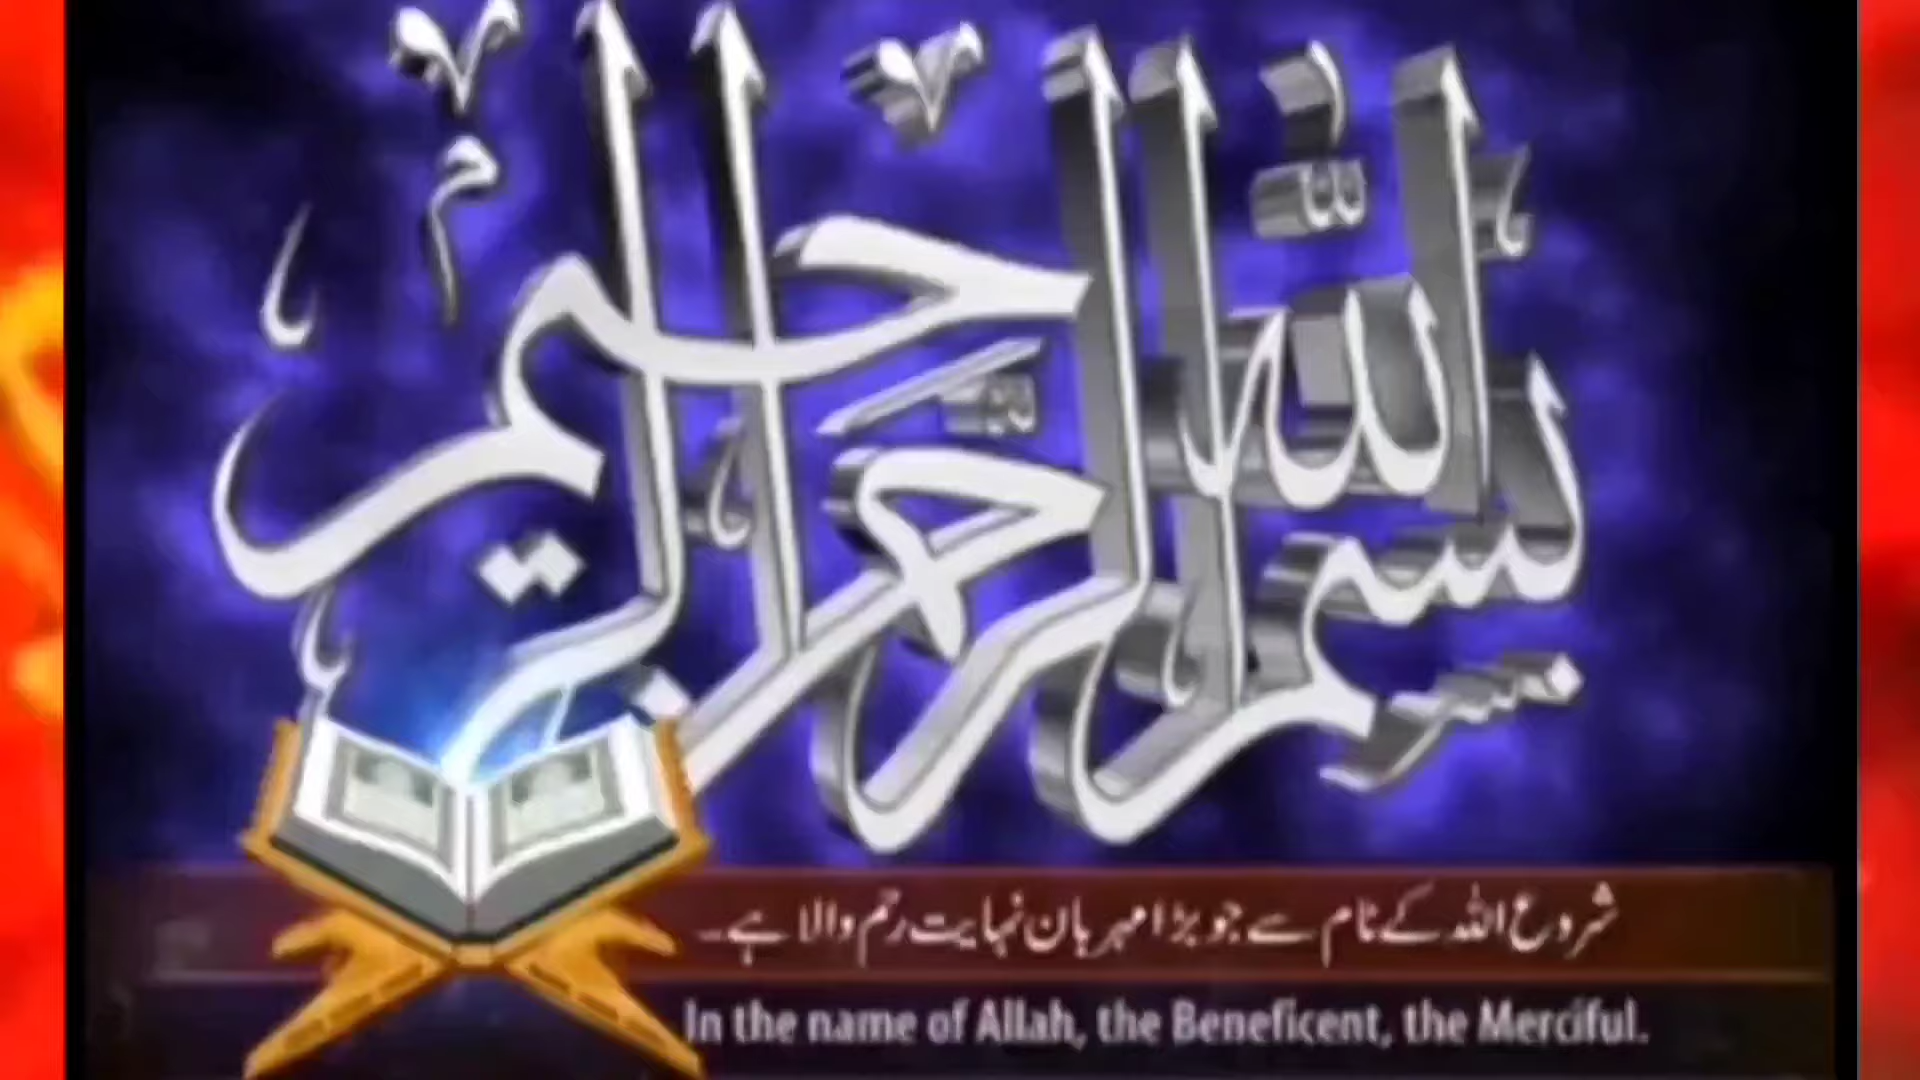 بسم الله الرحمن الرحيم
شروع اللہ کے نام سے جو بڑا مہربان نہایت رحم والا ہے۔
In the name of Allah, the Beneficent, the Merciful.